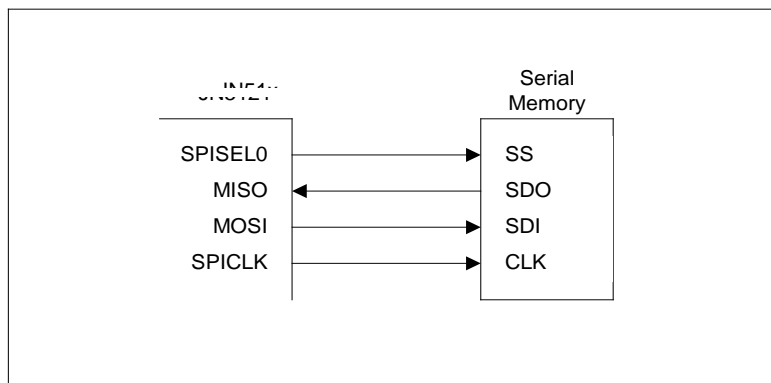 Serial
Memory
SPISEL0
SS
MISO
SDO
MOSI
SDI
SPICLK
CLK